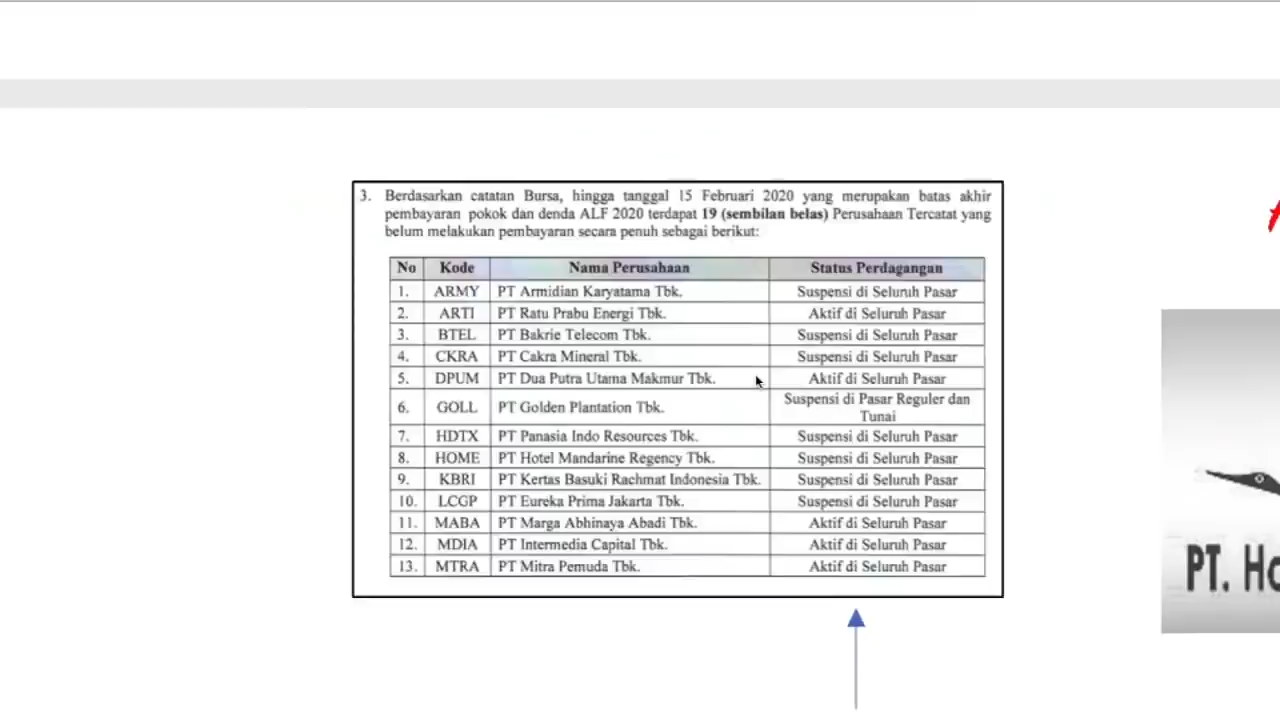 3. Berdasarkan catatan Bursa, hingga tanggal 15 Februari 2020 yang merupakan batas akhir
pembayaran pokok dan denda ALF 2020 terdapat 19 (sembilan belas) Perusahaan Tercatat yang
belum melakukan pembayaran secara penuh sebagai berikut:
No Kode Nama Perusahaan Status Perdagangan
1. ARMY PT Armidian Karyatama Tbk. Suspensi di Seluruh Pasar
2. ARTI PT Ratu Prabu Energi Tbk. Aktif di Seluruh Pasar
3. BTEL PT Bakrie Telecom Tbk. Suspensi di Seluruh Pasar
4. CKRA PT Cakra Mineral Tbk. Suspensi di Seluruh Pasar
5. DPUM PT Dua Putra Utama Makmur Tbk. Aktif di Seluruh Pasar
6. GOLL PT Golden Plantation Tbk. Suspensi di Pasar Reguler dan
Tunai
7. HDTX PT Panasia Indo Resources Tbk. Suspensi di Seluruh Pasar
8. HOME PT Hotel Mandarine Regency Tbk. Suspensi di Seluruh Pasar
9. KBRI PT Kertas Basuki Rachmat Indonesia Tbk. Suspensi di Seluruh Pasar
10. LCGP PT Eureka Prima Jakarta Tbk. Suspensi di Seluruh Pasar
11. MABA PT Marga Abhinaya Abadi Tbk. Aktif di Seluruh Pasar
12. MDIA PT Intermedia Capital Tbk. Aktif di Seluruh Pasar
13. MTRA PT Mitra Pemuda Tbk. Aktif di Seluruh Pasar
PT.